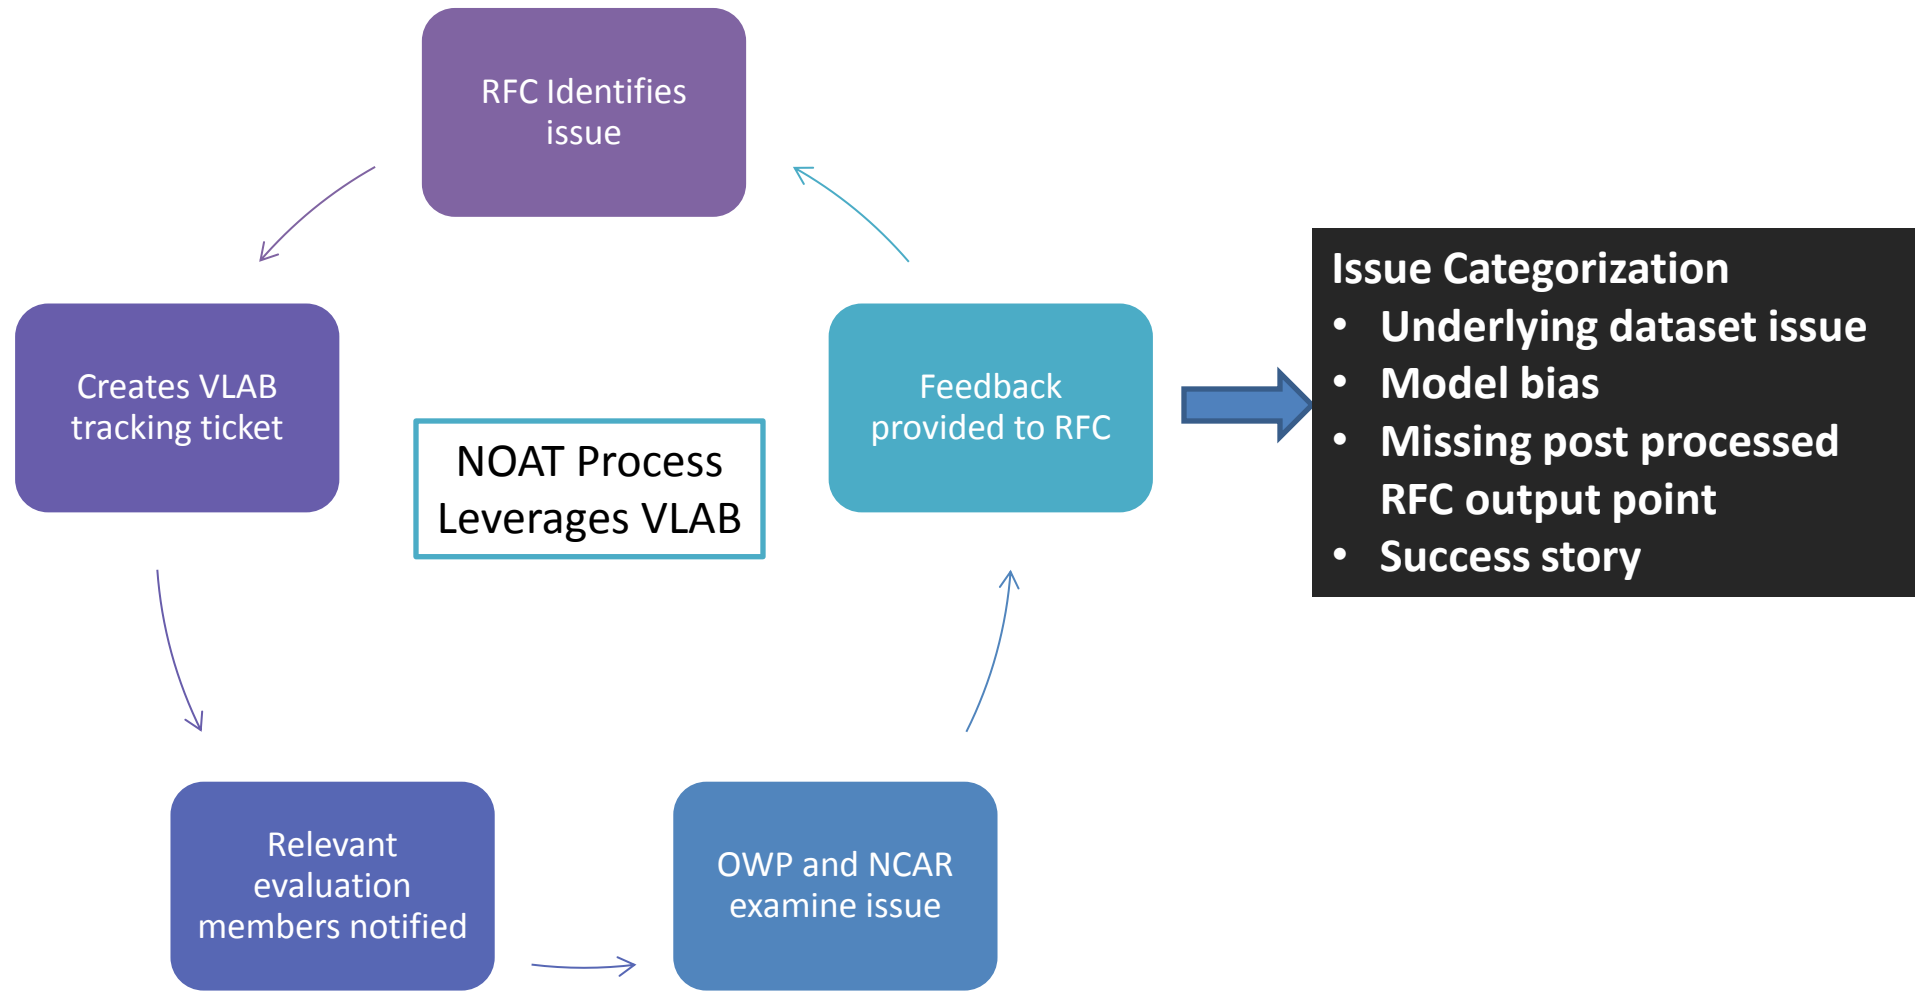 RFC Identifies
issue
Creates VLAB
tracking ticket
Relevant
evaluation
members notified
OWP and NCAR
examine issue
Feedback
provided to RFC
NOAT Process
Leverages VLAB
Issue Categorization
• Underlying dataset issue
• Model bias
• Missing post processed
RFC output point
• Success story